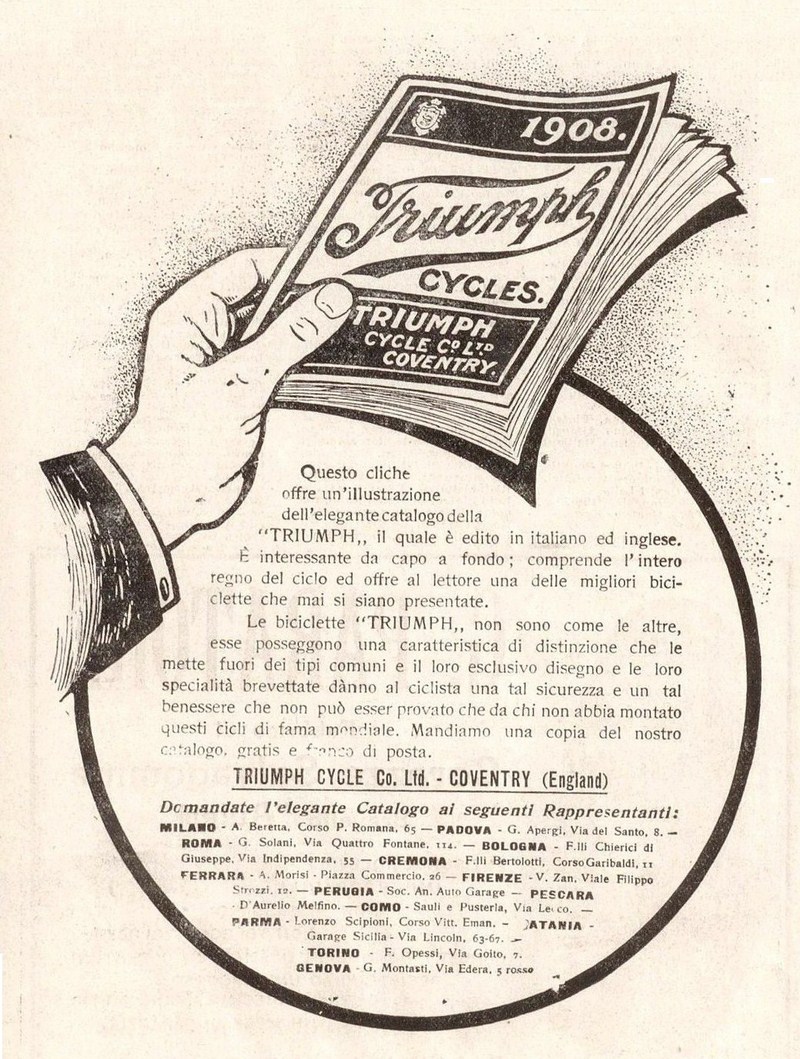 1908.
Triumph
CYCLES.
TRIUMPH
CYCLE Co LTD
COVENTRY.
Questo cliche
offre un'illustrazione
dell'elegante catalogo della
"TRIUMPH,, il quale è edito in italiano ed inglese.
È interessante da capo a fondo; comprende l'intero
regno del ciclo ed offre al lettore una delle migliori bici-
clette che mai si siano presentate.
Le biciclette "TRIUMPH,, non sono come le altre,
esse posseggono una caratteristica di distinzione che le
mette fuori dei tipi comuni e il loro esclusivo disegno e le loro
specialità brevettate dànno al ciclista una tal sicurezza e un tal
benessere che non può esser provato che da chi non abbia montato
questi cicli di fama mondiale. Mandiamo una copia del nostro
catalogo, gratis e franco di posta.
TRIUMPH CYCLE Co. Ltd. - COVENTRY (England)
Domandate l'elegante Catalogo ai seguenti Rappresentanti:
MILANO - A. Beretta, Corso P. Romana, 65 — PADOVA - G. Apergi, Via del Santo, 8. —
ROMA - G. Solani, Via Quattro Fontane, 114. — BOLOGNA - F.lli Chierici di
Giuseppe, Via Indipendenza, 55 — CREMONA - F.lli Bertolotti, Corso Garibaldi, 11
FERRARA - A. Morisi - Piazza Commercio, 26 — FIRENZE - V. Zan, Viale Filippo
Strozzi, 12. — PERUGIA - Soc. An. Auto Garage — PESCARA
- D'Aurelio Melfino. — COMO - Sauli e Pusterla, Via Lecco. —
PARMA - Lorenzo Scipioni, Corso Vitt. Eman. - CATANIA -
Garage Sicilia - Via Lincoln, 63-67. —
TORINO - F. Opessi, Via Goito, 7.
GENOVA - G. Montasti, Via Edera, 5 rosso